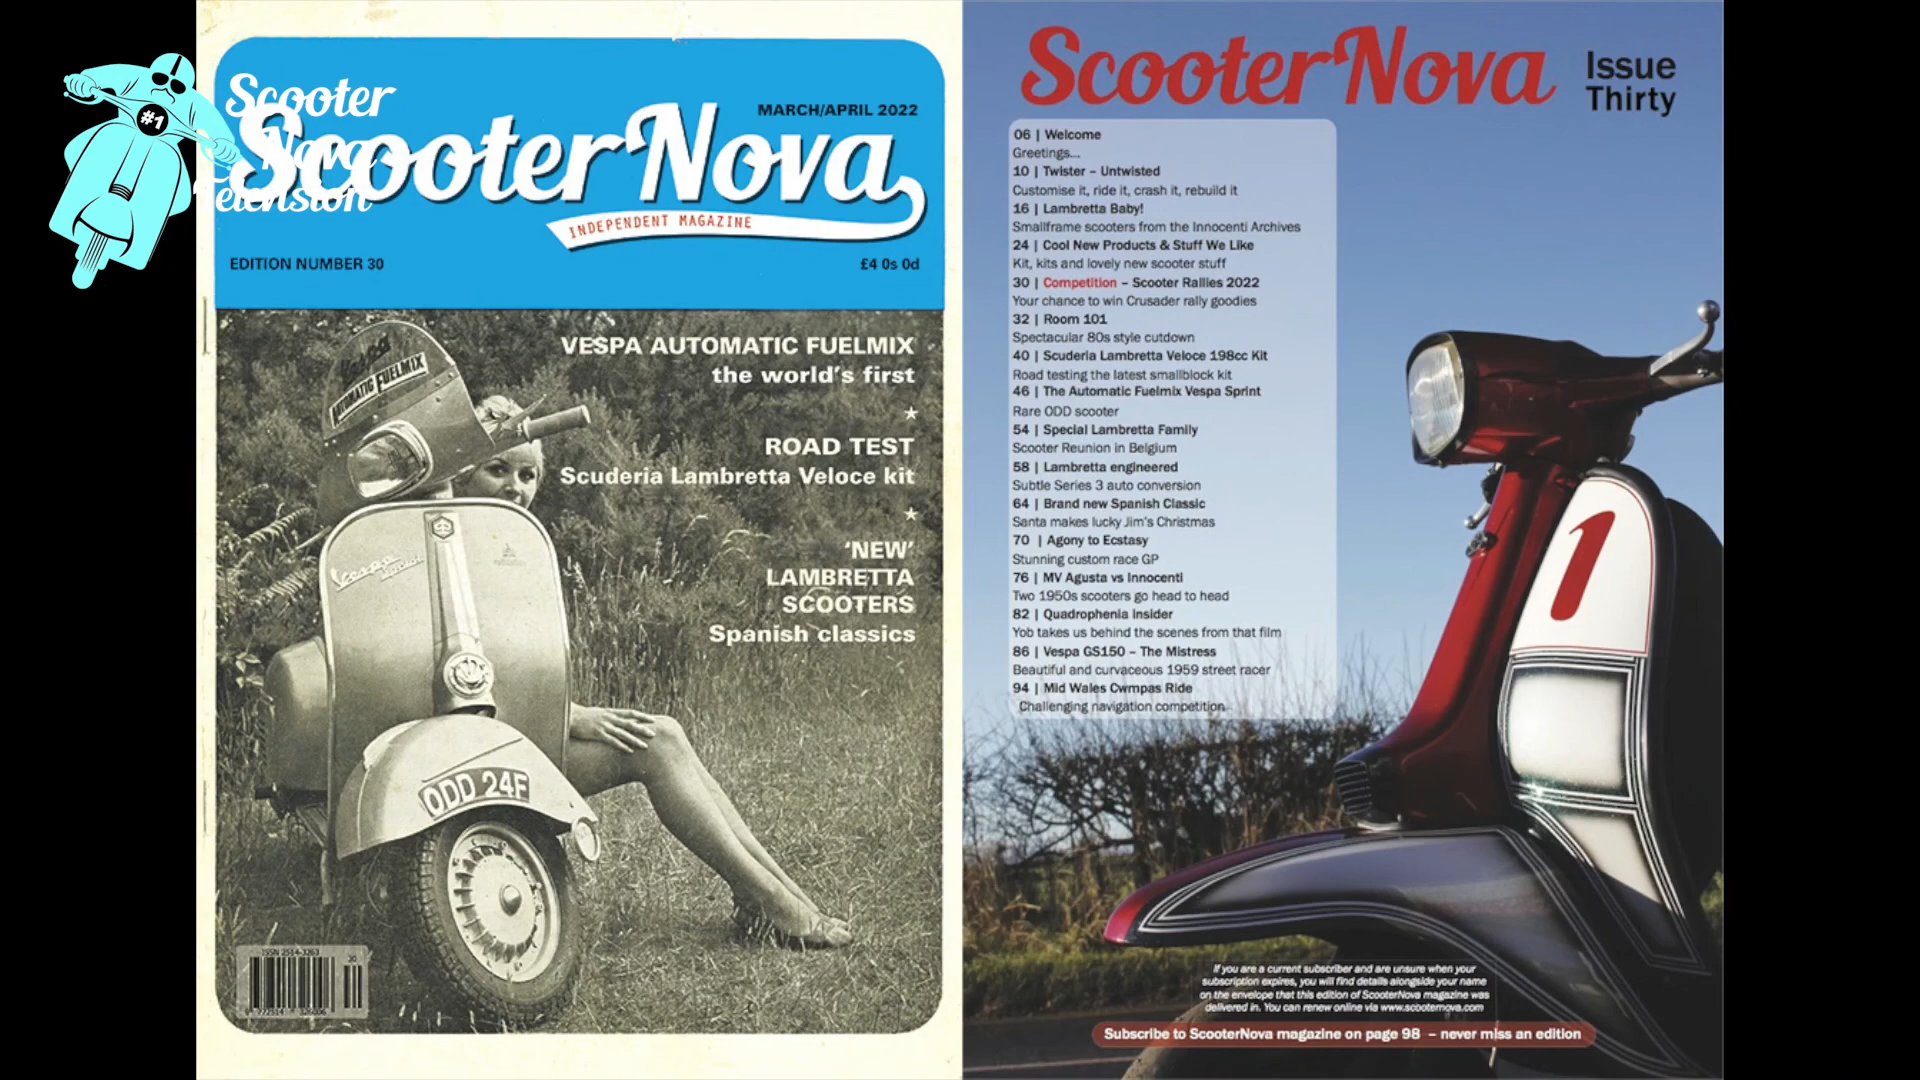 Scooter
Nova
Television
#1
MARCH/APRIL 2022
ScooterNova
INDEPENDENT MAGAZINE
EDITION NUMBER 30
£4 0s 0d
VESPA AUTOMATIC FUELMIX
the world's first
ROAD TEST
Scuderia Lambretta Veloce kit
'NEW'
LAMBRETTA
SCOOTERS
Spanish classics
Vespa
AUTOMATIC FUELMIX
Vespa
ODD 24F
ISSN 2514-3263
30
ScooterNova
Issue
Thirty
06 | Welcome
Greetings...
10 | Twister – Untwisted
Customise it, ride it, crash it, rebuild it
16 | Lambretta Baby!
Smallframe scooters from the Innocenti Archives
24 | Cool New Products & Stuff We Like
Kit, kits and lovely new scooter stuff
30 | Competition – Scooter Rallies 2022
Your chance to win Crusader rally goodies
32 | Room 101
Spectacular 80s style cutdown
40 | Scuderia Lambretta Veloce 198cc Kit
Road testing the latest smallblock kit
46 | The Automatic Fuelmix Vespa Sprint
Rare ODD scooter
54 | Special Lambretta Family
Scooter Reunion in Belgium
58 | Lambretta engineered
Subtle Series 3 auto conversion
64 | Brand new Spanish Classic
Santa makes lucky Jim's Christmas
70 | Agony to Ecstasy
Stunning custom race GP
76 | MV Agusta vs Innocenti
Two 1950s scooters go head to head
82 | Quadrophenia Insider
Yob takes us behind the scenes from that film
86 | Vespa GS150 – The Mistress
Beautiful and curvaceous 1959 street racer
94 | Mid Wales Cwmpas Ride
Challenging navigation competition
1
If you are a current subscriber and are unsure when your
subscription expires, you will find details alongside your name
on the envelope that this edition of ScooterNova magazine was
delivered in. You can renew online via www.scooternova.com
Subscribe to ScooterNova magazine on page 98 – never miss an edition